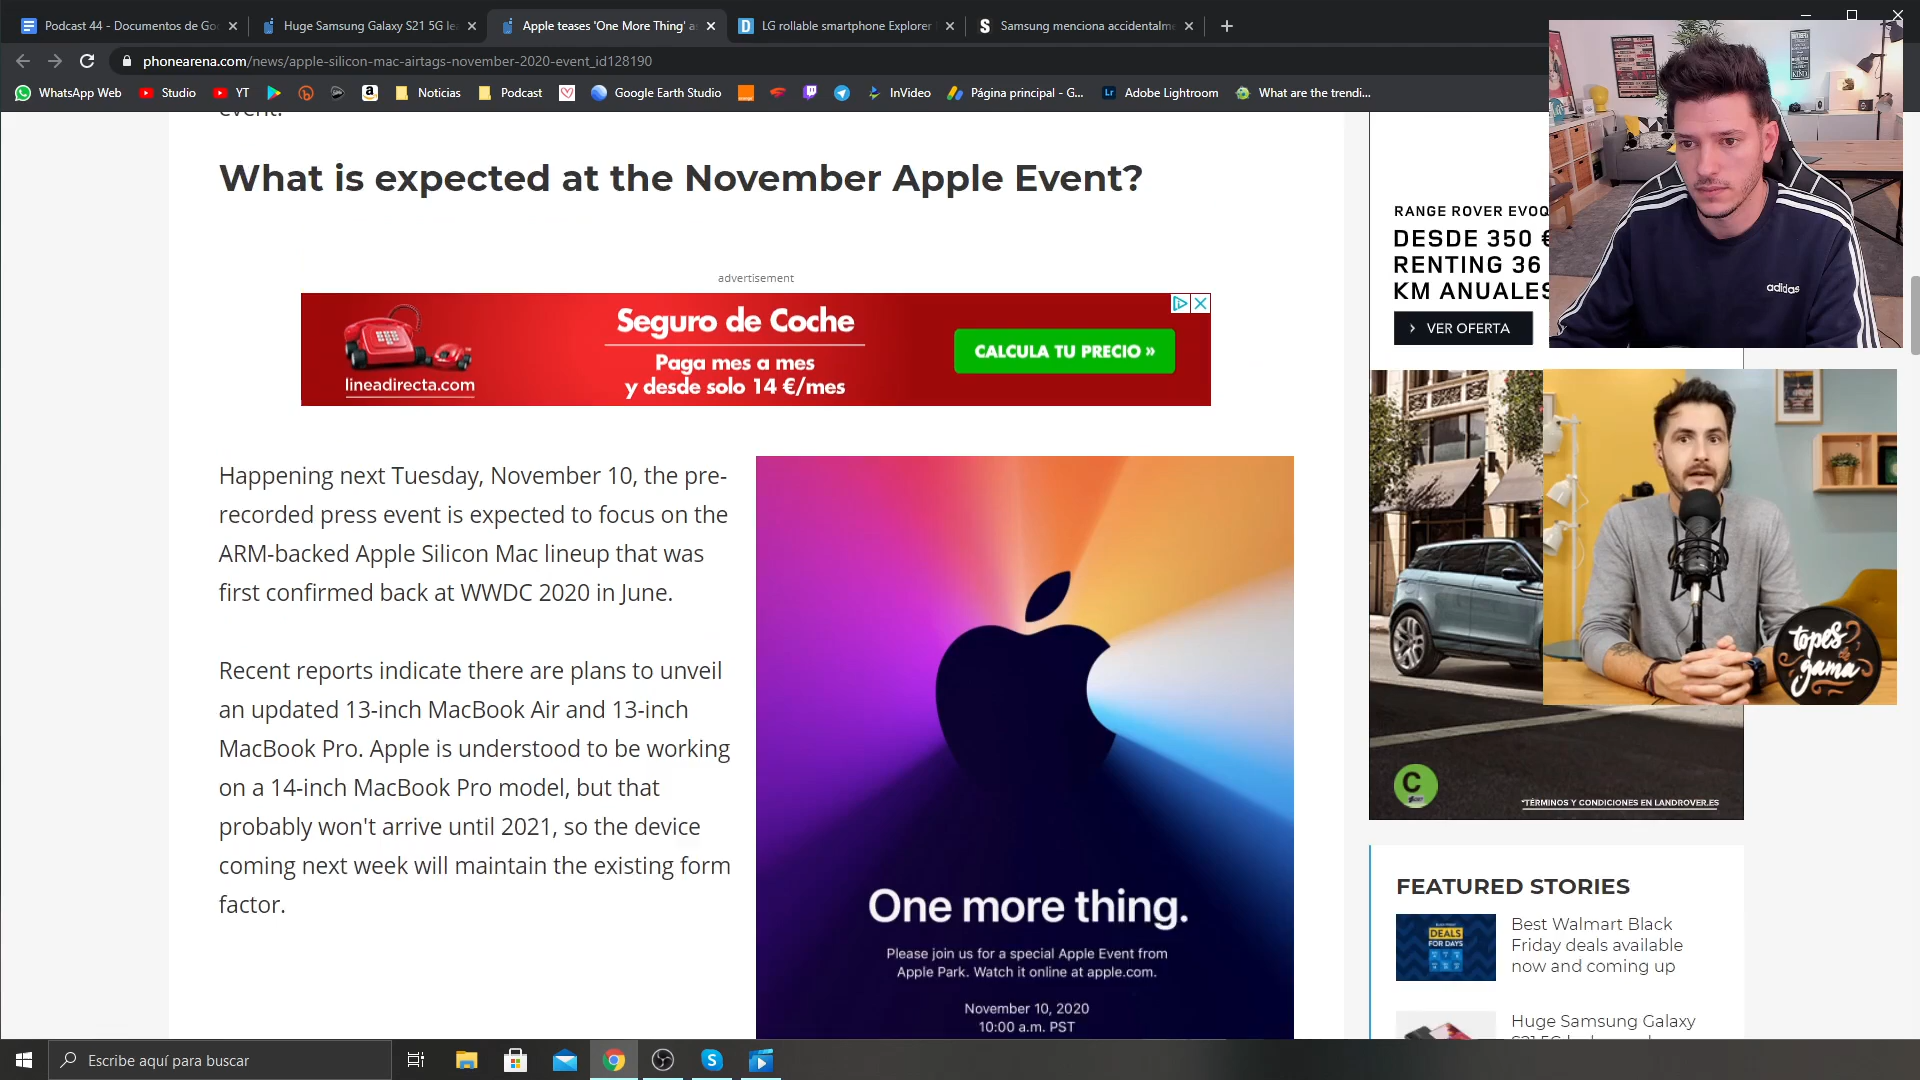 Podcast 44 - Documentos de Go
Huge Samsung Galaxy S21 5G lea
Apple teases 'One More Thing' a
LG rollable smartphone Explorer
Samsung menciona accidentalme
phonearena.com/news/apple-silicon-mac-airtags-november-2020-event_id128190
WhatsApp Web
Studio
YT
Noticias
Podcast
Google Earth Studio
InVideo
Página principal - G...
Adobe Lightroom
What are the trendi...
event.
What is expected at the November Apple Event?
advertisement
Seguro de Coche
Paga mes a mes
y desde solo 14 €/mes
lineadirecta.com
CALCULA TU PRECIO »
Happening next Tuesday, November 10, the pre-
recorded press event is expected to focus on the
ARM-backed Apple Silicon Mac lineup that was
first confirmed back at WWDC 2020 in June.
Recent reports indicate there are plans to unveil
an updated 13-inch MacBook Air and 13-inch
MacBook Pro. Apple is understood to be working
on a 14-inch MacBook Pro model, but that
probably won't arrive until 2021, so the device
coming next week will maintain the existing form
factor.
One more thing.
Please join us for a special Apple Event from
Apple Park. Watch it online at apple.com.
November 10, 2020
10:00 a.m. PST
RANGE ROVER EVOQ
DESDE 350 €
RENTING 36
KM ANUALES
VER OFERTA
adidas
topes de gama
*TÉRMINOS Y CONDICIONES EN LANDROVER.ES
FEATURED STORIES
DEALS
FOR DAYS
Best Walmart Black
Friday deals available
now and coming up
Huge Samsung Galaxy
Escribe aquí para buscar